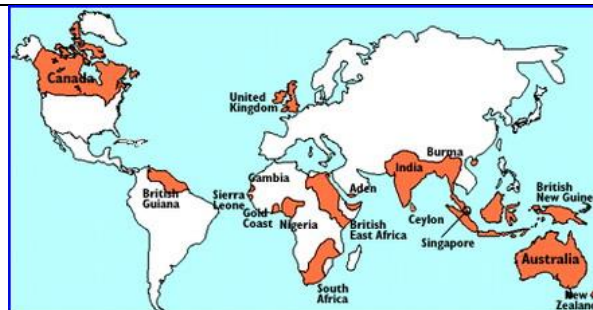 Canada
United
Kingdom
Burma
India
Gambia
Aden
British
Guiana
Sierra
Leone
Gold
Coast
Nigeria
British
East Africa
Ceylon
Singapore
British
New Guine
South
Africa
Australia
New
Zealan